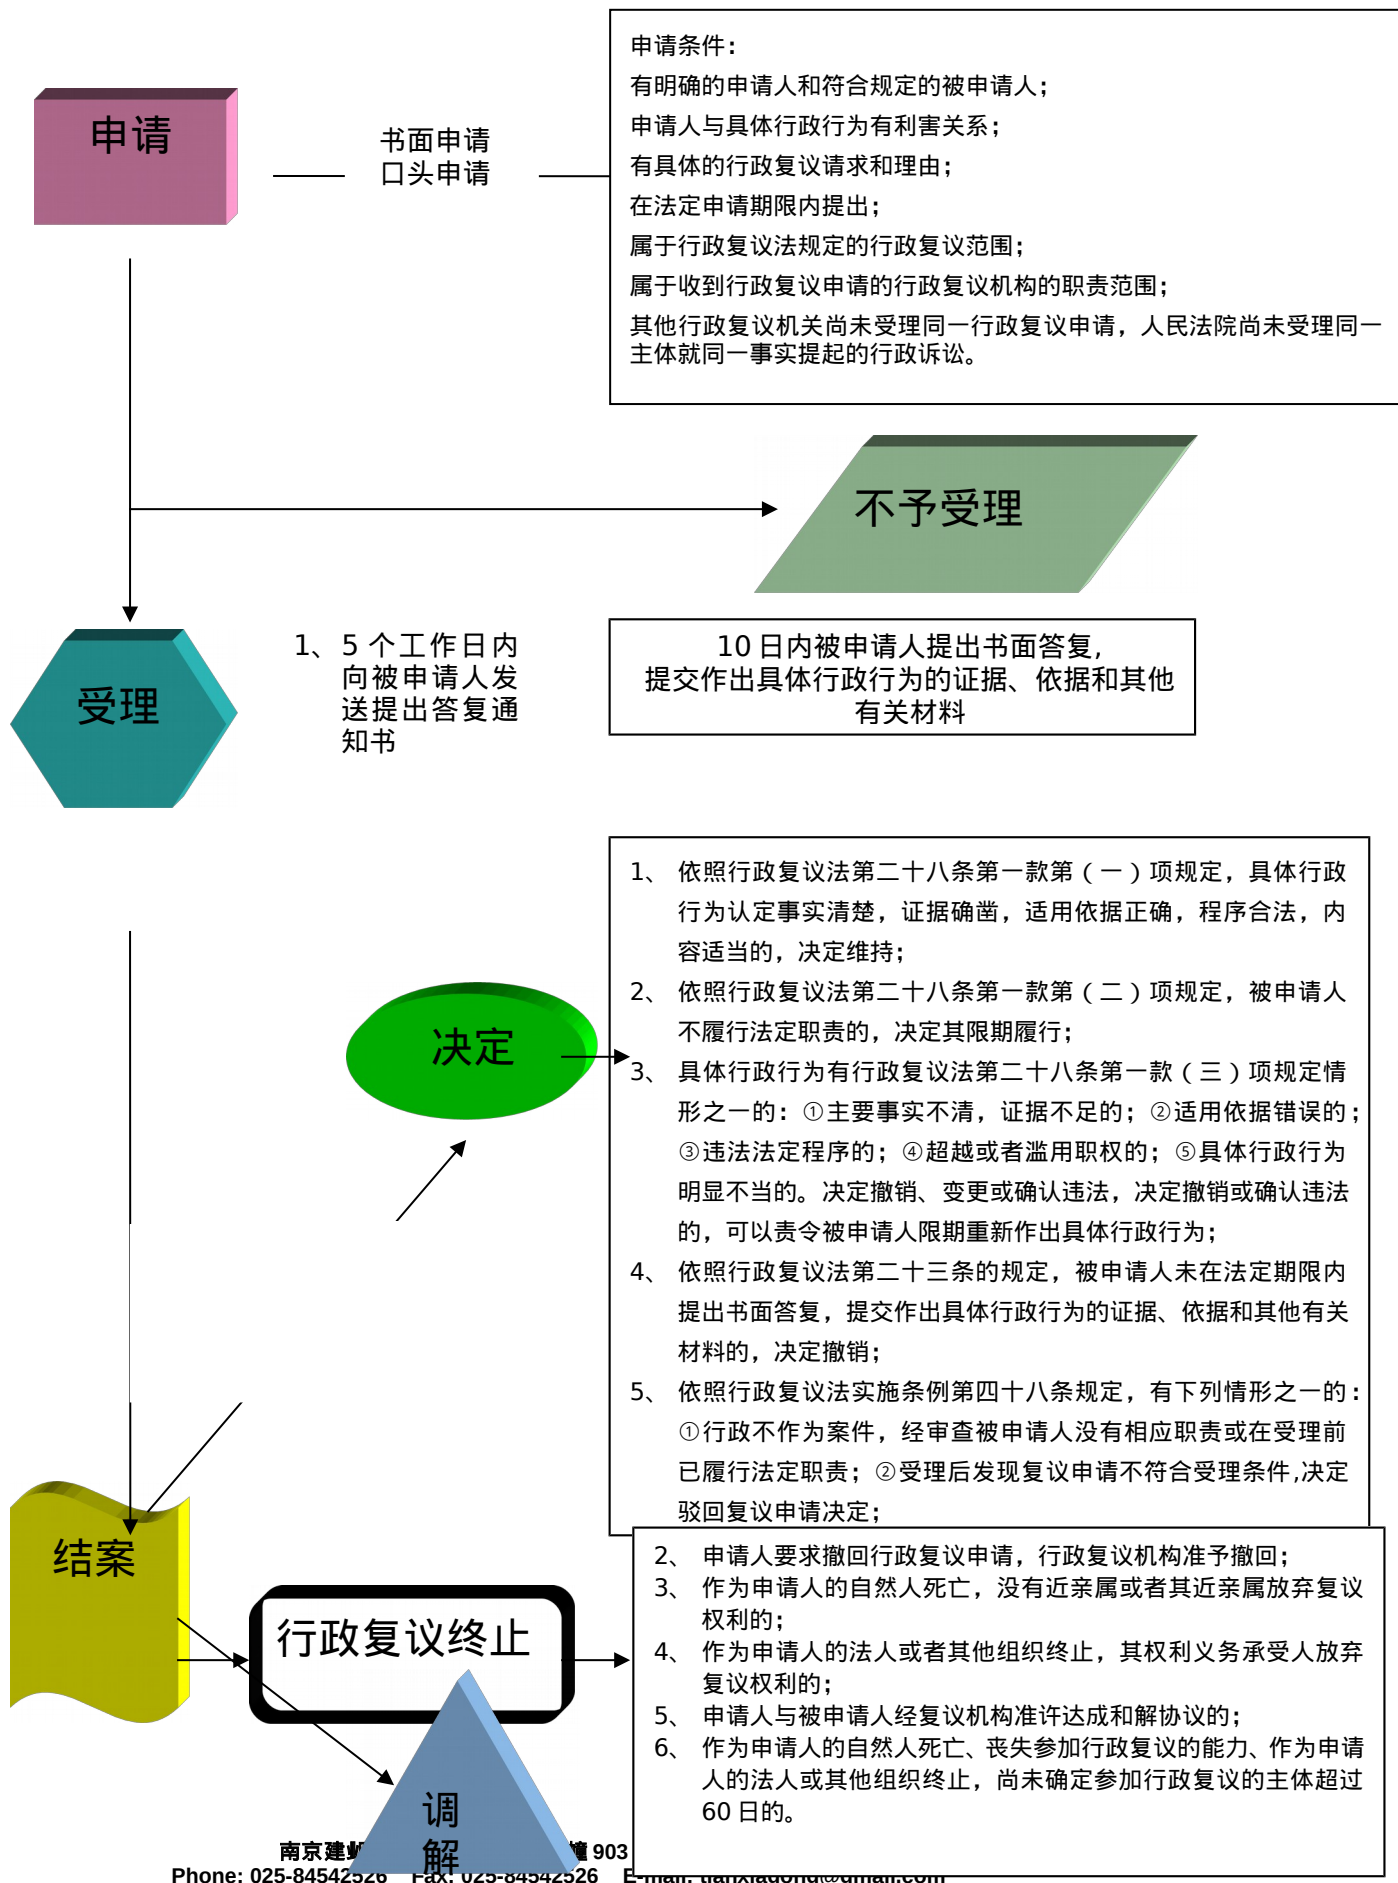 申请条件：
有明确的申请人和符合规定的被申请人；
申请人与具体行政行为有利害关系；
有具体的行政复议请求和理由；
在法定申请期限内提出；
属于行政复议法规定的行政复议范围；
属于收到行政复议申请的行政复议机构的职责范围；
其他行政复议机关尚未受理同一行政复议申请，人民法院尚未受理同一
主体就同一事实提起的行政诉讼。
申请
书面申请
口头申请
不予受理
受理
1、5 个工作日内
向被申请人发
送提出答复通
知书
10 日内被申请人提出书面答复，
提交作出具体行政行为的证据、依据和其他
有关材料
决定
1、 依照行政复议法第二十八条第一款第（一）项规定，具体行政
行为认定事实清楚，证据确凿，适用依据正确，程序合法，内
容适当的，决定维持；
2、 依照行政复议法第二十八条第一款第（二）项规定，被申请人
不履行法定职责的，决定其限期履行；
3、 具体行政行为有行政复议法第二十八条第一款（三）项规定情
形之一的：①主要事实不清，证据不足的；②适用依据错误的；
③违法法定程序的；④超越或者滥用职权的；⑤具体行政行为
明显不当的。决定撤销、变更或确认违法，决定撤销或确认违法
的，可以责令被申请人限期重新作出具体行政行为；
4、 依照行政复议法第二十三条的规定，被申请人未在法定期限内
提出书面答复，提交作出具体行政行为的证据、依据和其他有关
材料的，决定撤销；
5、 依照行政复议法实施条例第四十八条规定，有下列情形之一的：
①行政不作为案件，经审查被申请人没有相应职责或在受理前
已履行法定职责；②受理后发现复议申请不符合受理条件,决定
驳回复议申请决定；
结案
行政复议终止
2、 申请人要求撤回行政复议申请，行政复议机构准予撤回；
3、 作为申请人的自然人死亡，没有近亲属或者其近亲属放弃复议
权利的；
4、 作为申请人的法人或者其他组织终止，其权利义务承受人放弃
复议权利的；
5、 申请人与被申请人经复议机构准许达成和解协议的；
6、 作为申请人的自然人死亡、丧失参加行政复议的能力、作为申请
人的法人或其他组织终止，尚未确定参加行政复议的主体超过
60 日的。
调
解
南京建 903
Phone: 025-84542526 Fax: 025-84542526 E-mail: tianxiadong@gmail.com